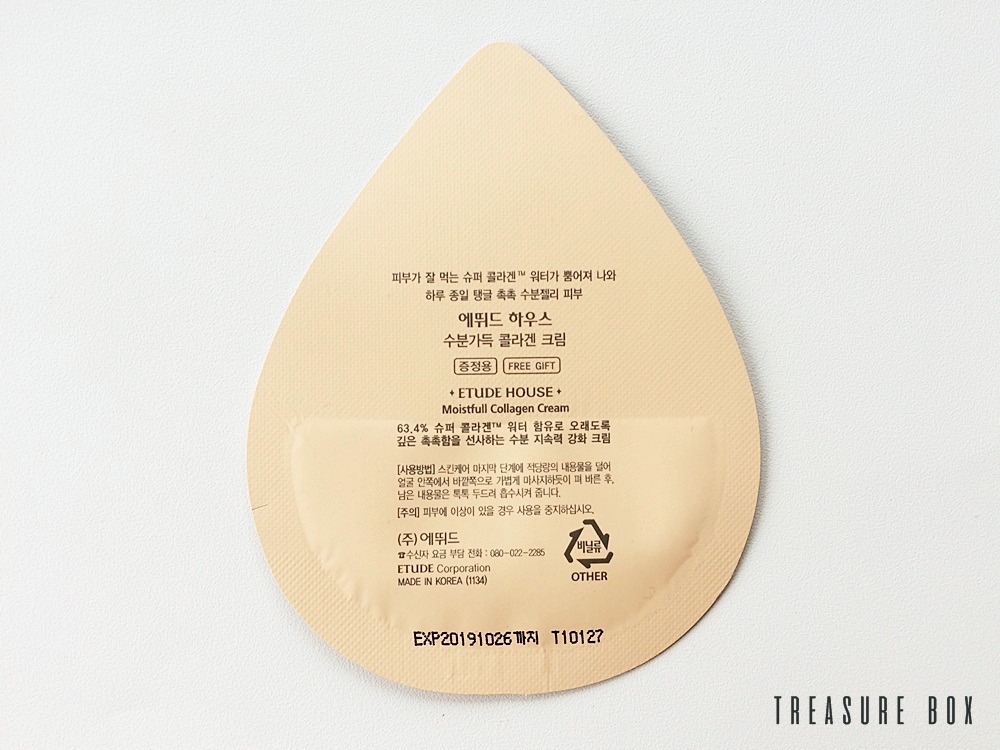 피부가 잘 먹는 슈퍼 콜라겐™ 워터가 뿜어져 나와
하루 종일 탱글 촉촉 수분젤리 피부
에뛰드 하우스
수분가득 콜라겐 크림
증정용 FREE GIFT
ETUDE HOUSE
Moistfull Collagen Cream
63.4% 슈퍼 콜라겐™ 워터 함유로 오래도록
깊은 촉촉함을 선사하는 수분 지속력 강화 크림
[사용방법] 스킨케어 마지막 단계에 적당량의 내용물을 덜어
얼굴 안쪽에서 바깥쪽으로 가볍게 마사지하듯이 펴 바른 후,
남은 내용물은 톡톡 두드려 흡수시켜 줍니다.
[주의] 피부에 이상이 있을 경우 사용을 중지하십시오.
(주) 에뛰드
☎수신자 요금 부담 전화 : 080-022-2285
ETUDE Corporation
MADE IN KOREA (1134)
비닐류
OTHER
EXP20191026까지 T10127
TREASURE BOX